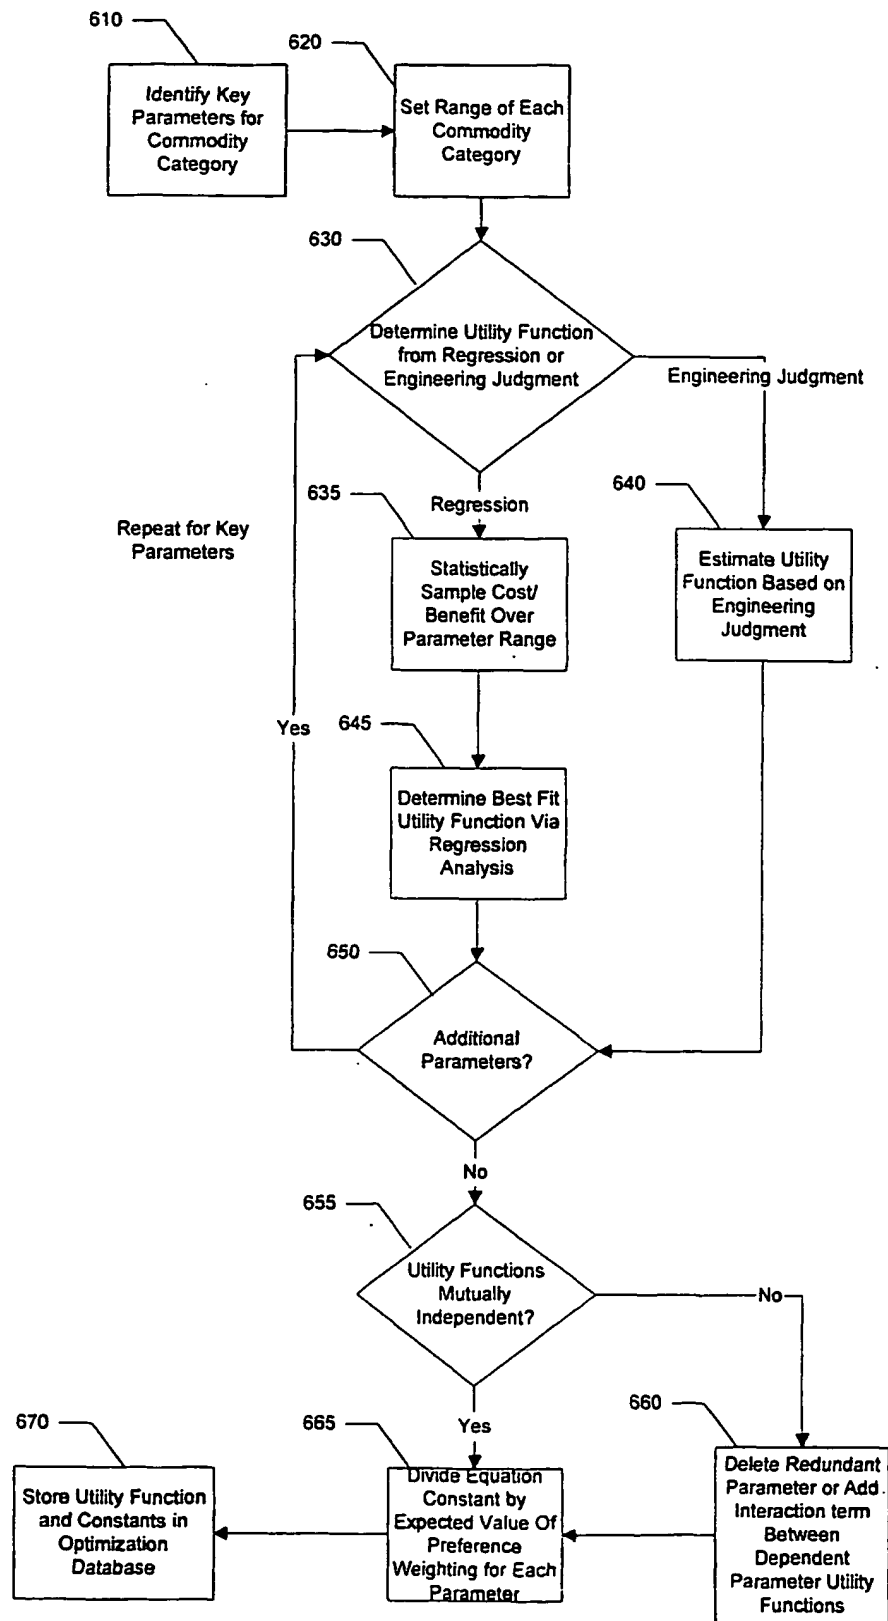 610
Identify Key
Parameters for
Commodity
Category
620
Set Range of Each
Commodity
Category
630
Determine Utility Function
from Regression or
Engineering Judgment
Engineering Judgment
Regression
635
Statistically
Sample Cost/
Benefit Over
Parameter Range
640
Estimate Utility
Function Based on
Engineering
Judgment
Repeat for Key
Parameters
Yes
645
Determine Best Fit
Utility Function Via
Regression
Analysis
650
Additional
Parameters?
No
655
Utility Functions
Mutually
Independent?
No
Yes
660
Delete Redundant
Parameter or Add
Interaction term
Between
Dependent
Parameter Utility
Functions
665
Divide Equation
Constant by
Expected Value Of
Preference
Weighting for Each
Parameter
670
Store Utility Function
and Constants in
Optimization
Database